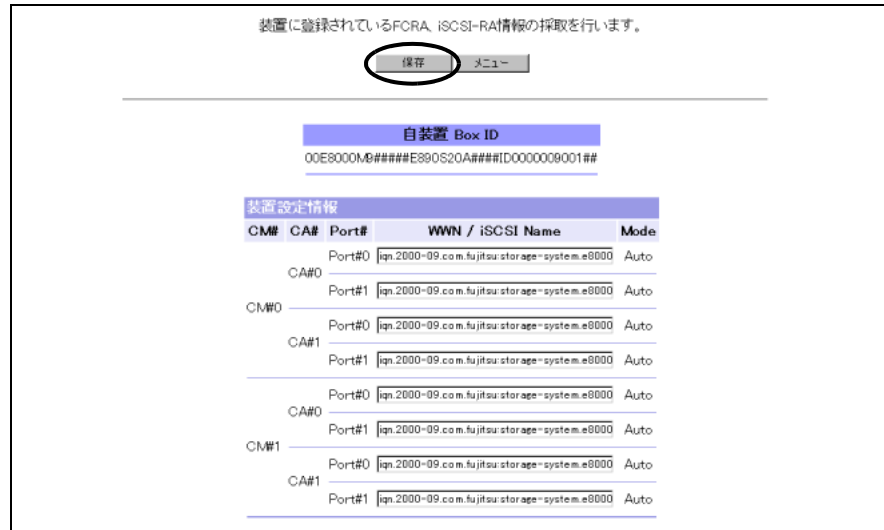 装置に登録されているFCRA、iSCSI-RA情報の採取を行います。
保存 メニュー
自装置 Box ID
00E8000M9#####E890S20A####ID0000009001##
装置設定情報
CM# CA# Port# WWN / iSCSI Name Mode
Port#0 iqn.2000-09.com.fujitsu:storage-system.e8000 Auto
CA#0
Port#1 iqn.2000-09.com.fujitsu:storage-system.e8000 Auto
CM#0
Port#0 iqn.2000-09.com.fujitsu:storage-system.e8000 Auto
CA#1
Port#1 iqn.2000-09.com.fujitsu:storage-system.e8000 Auto
Port#0 iqn.2000-09.com.fujitsu:storage-system.e8000 Auto
CA#0
Port#1 iqn.2000-09.com.fujitsu:storage-system.e8000 Auto
CM#1
Port#0 iqn.2000-09.com.fujitsu:storage-system.e8000 Auto
CA#1
Port#1 iqn.2000-09.com.fujitsu:storage-system.e8000 Auto